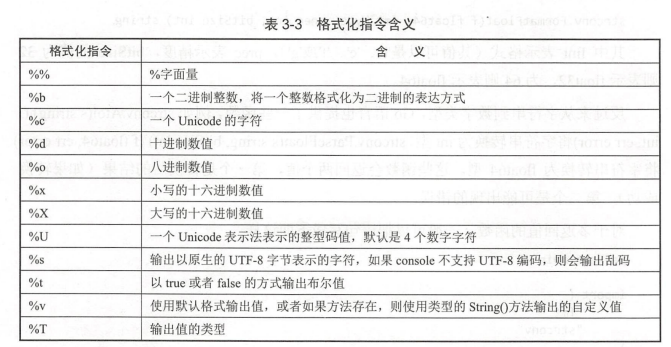 表 3-3 格式化指令含义
格式化指令 含 义
%% %字面量
%b 一个二进制整数，将一个整数格式化为二进制的表达方式
%c 一个 Unicode 的字符
%d 十进制数值
%o 八进制数值
%x 小写的十六进制数值
%X 大写的十六进制数值
%U 一个 Unicode 表示法表示的整型码值，默认是 4 个数字字符
%s 输出以原生的 UTF-8 字节表示的字符，如果 console 不支持 UTF-8 编码，则会输出乱码
%t 以 true 或者 false 的方式输出布尔值
%v 使用默认格式输出值，或者如果方法存在，则使用类型的 String()方法输出的自定义值
%T 输出值的类型